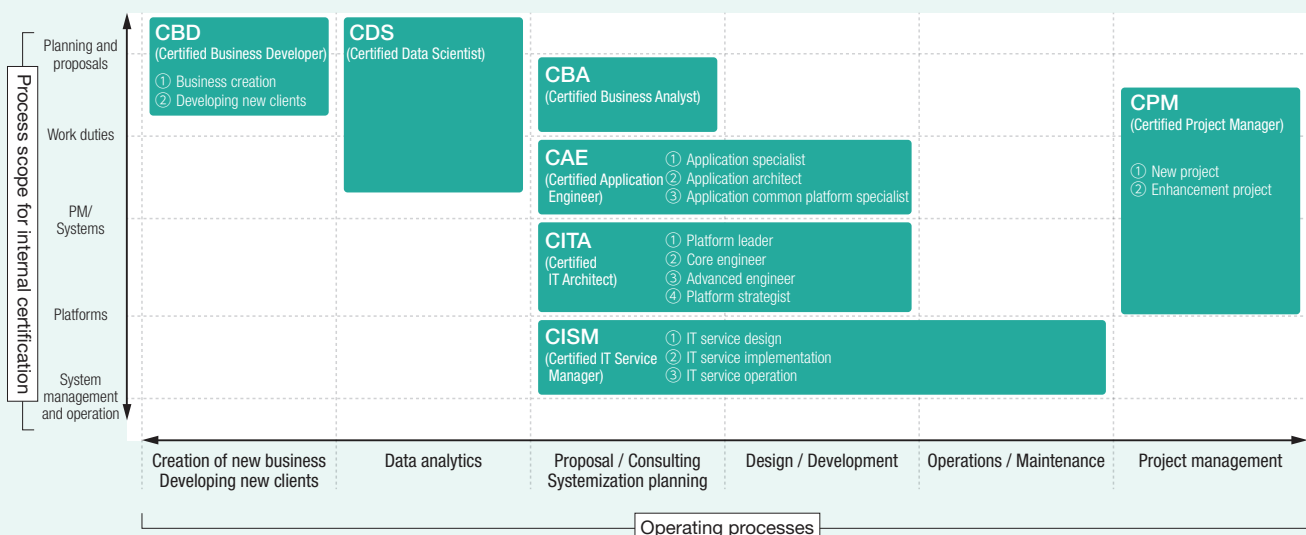 Process scope for internal certification
Planning and
proposals
Work duties
PM/
Systems
Platforms
System
management
and operation
CBD
(Certified Business Developer)
① Business creation
② Developing new clients
CDS
(Certified Data Scientist)
CBA
(Certified Business Analyst)
CAE
(Certified Application
Engineer)
① Application specialist
② Application architect
③ Application common platform specialist
CITA
(Certified
IT Architect)
① Platform leader
② Core engineer
③ Advanced engineer
④ Platform strategist
CISM
(Certified IT Service
Manager)
① IT service design
② IT service implementation
③ IT service operation
CPM
(Certified Project Manager)
① New project
② Enhancement project
Creation of new business
Developing new clients
Data analytics
Proposal / Consulting
Systemization planning
Design / Development
Operations / Maintenance
Project management
Operating processes